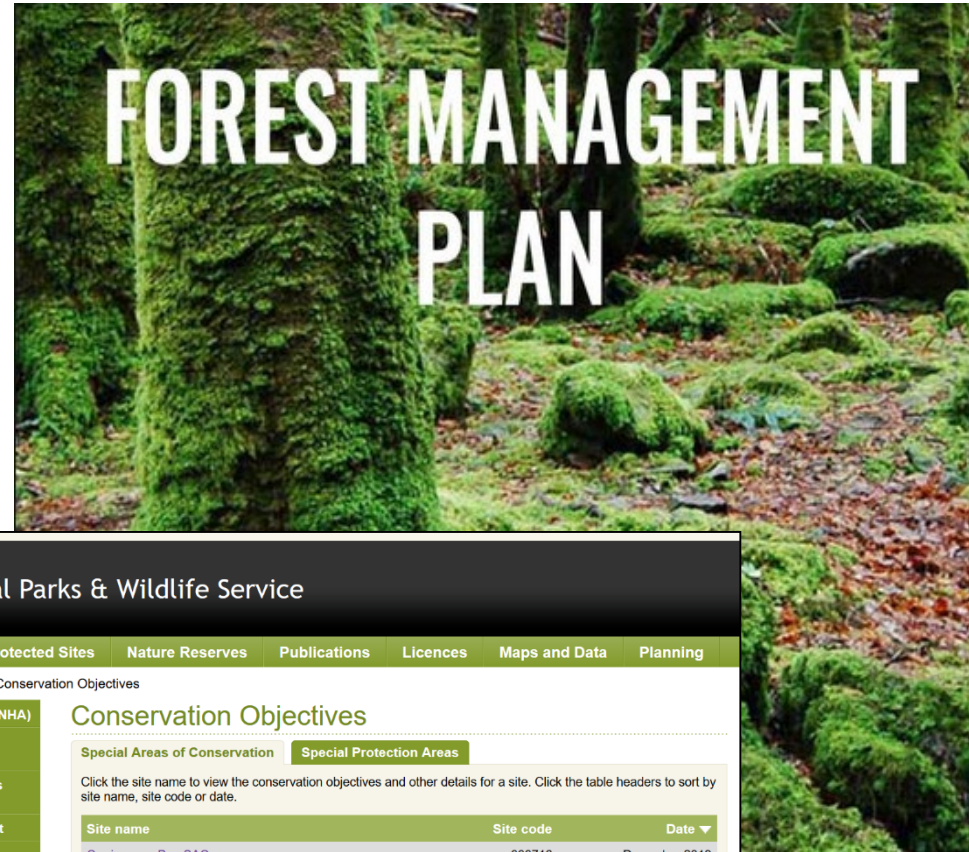 FOREST MANAGEMENT
PLAN
Parks & Wildlife Service
Sites Nature Reserves Publications Licences Maps and Data Planning
Conservation Objectives
NHA)
Conservation Objectives
Special Areas of Conservation Special Protection Areas
Click the site name to view the conservation objectives and other details for a site. Click the table headers to sort by
site name, site code or date.
Site name Site code Date ▼